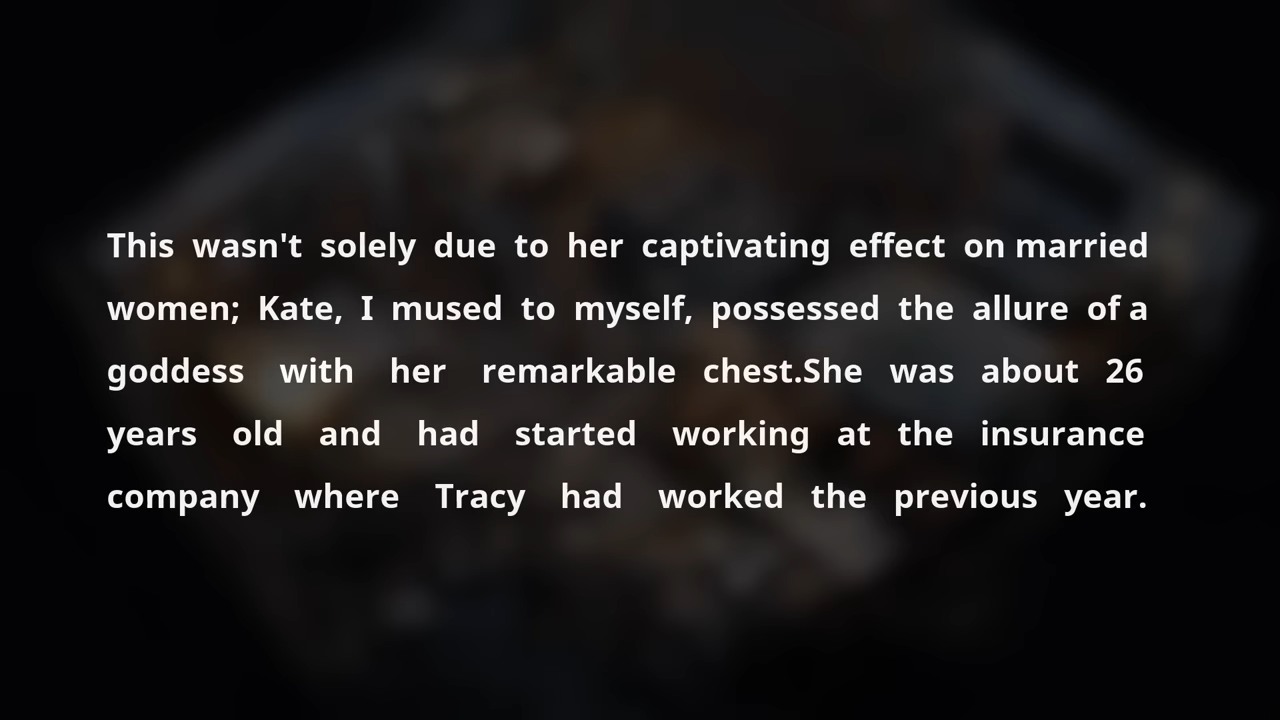 This wasn't solely due to her captivating effect on married
women; Kate, I mused to myself, possessed the allure of a
goddess with her remarkable chest.She was about 26
years old and had started working at the insurance
company where Tracy had worked the previous year.